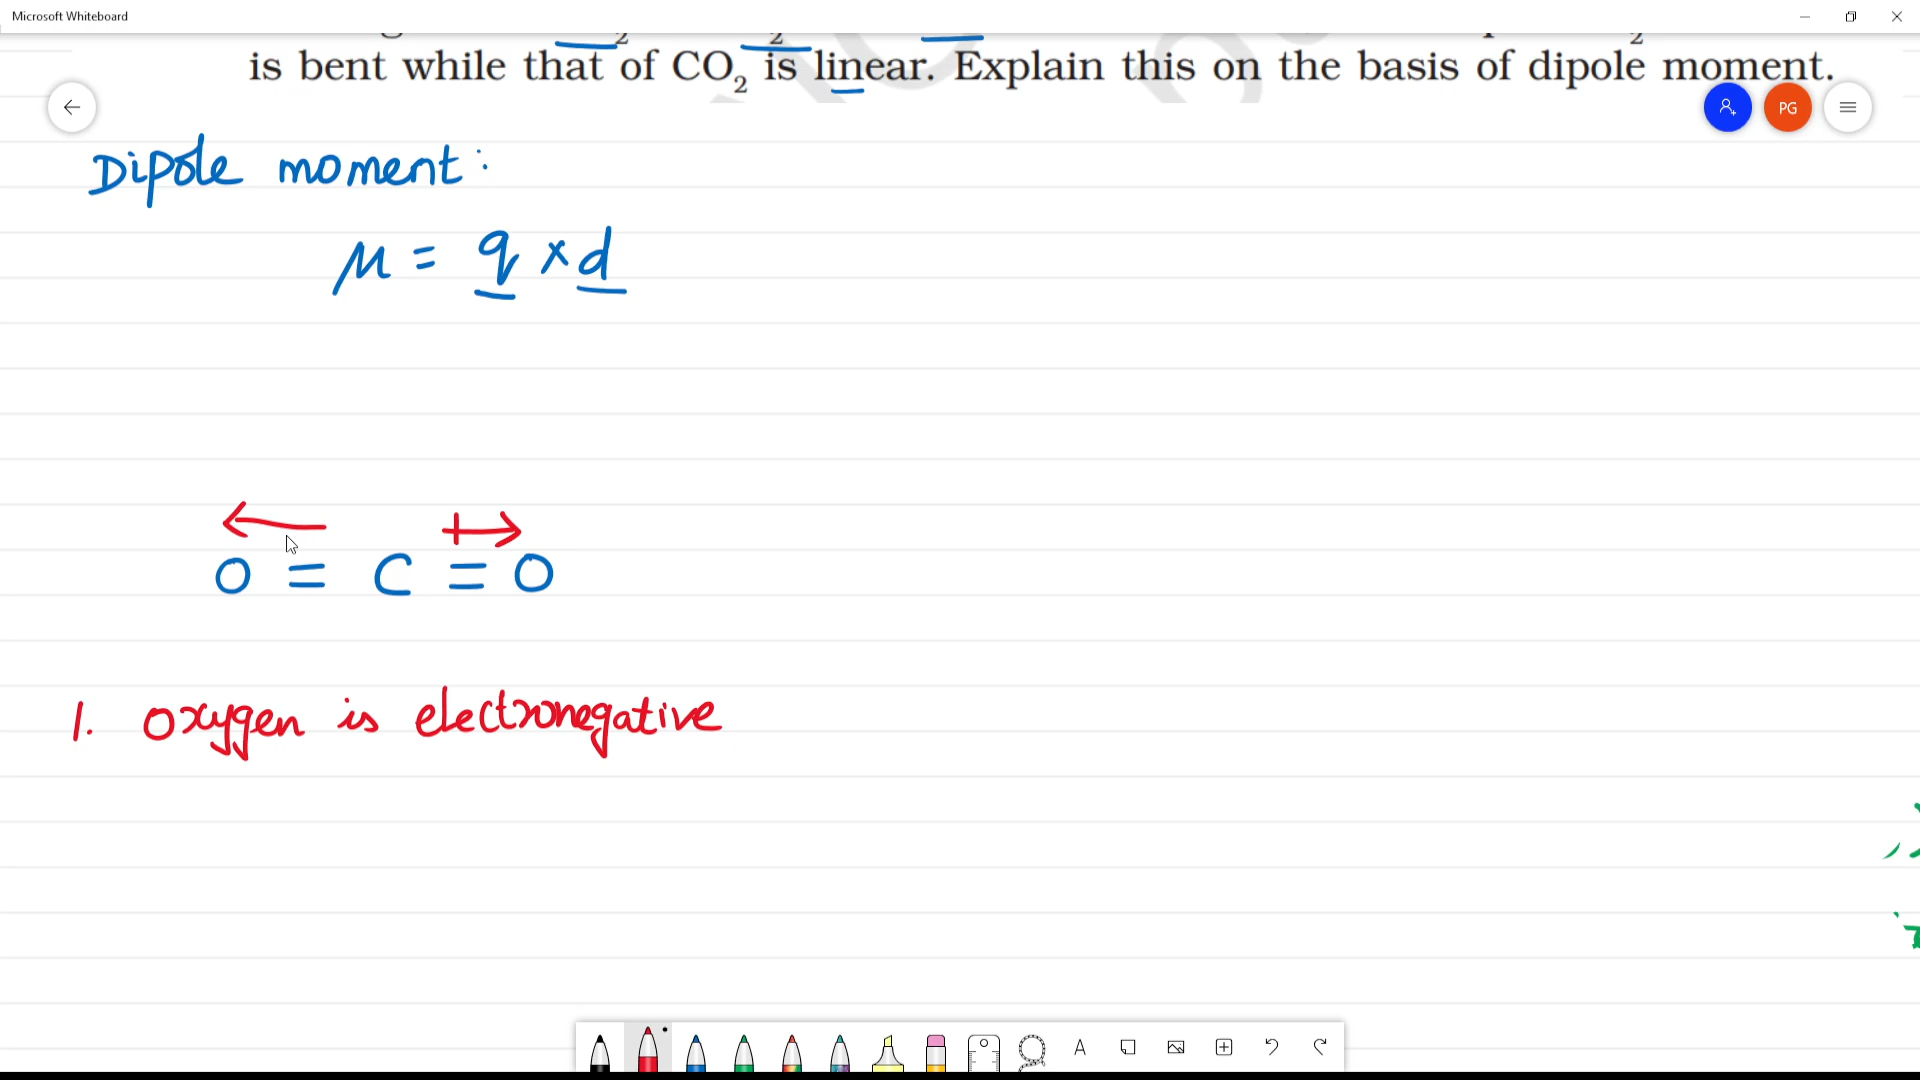 Microsoft Whiteboard
is bent while that of CO₂ is linear. Explain this on the basis of dipole moment.
PG
Dipole moment:
μ = q × d
O = C = O
1. Oxygen is electronegative
A